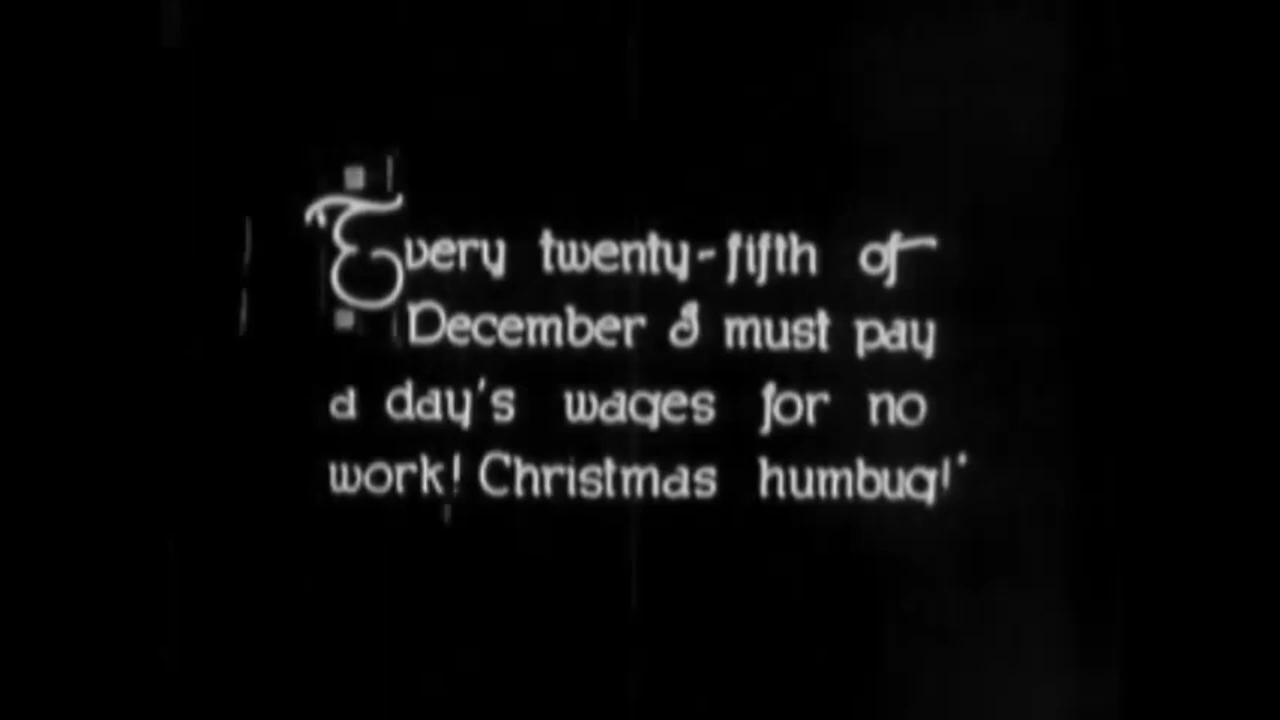 "Every twenty-fifth of
December I must pay
a day's wages for no
work! Christmas humbug!"